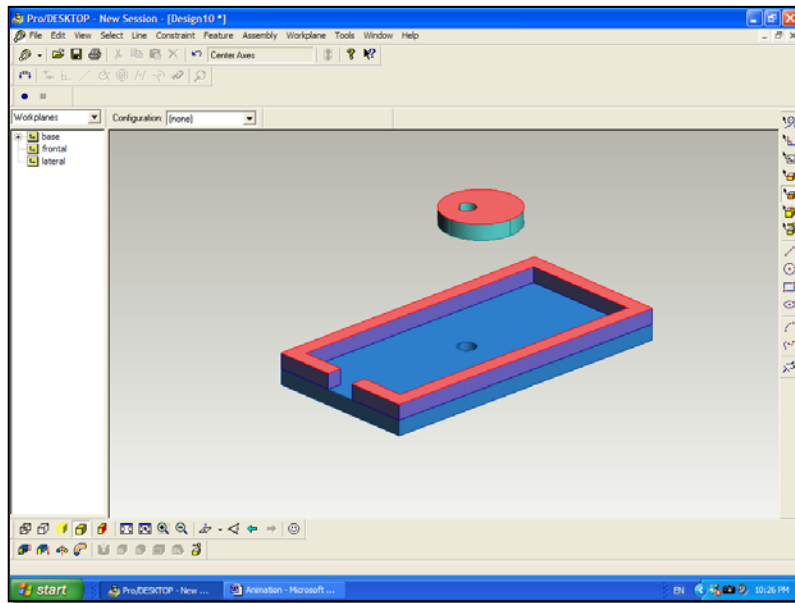 Pro/DESKTOP - New Session - [Design10 *]
File Edit View Select Line Constraint Feature Assembly Workplane Tools Window Help
Center Axes
Workplanes
Configuration: (none)
base
frontal
lateral
start
Pro/DESKTOP - New ...
Animation - Microsoft ...
EN
10:26 PM